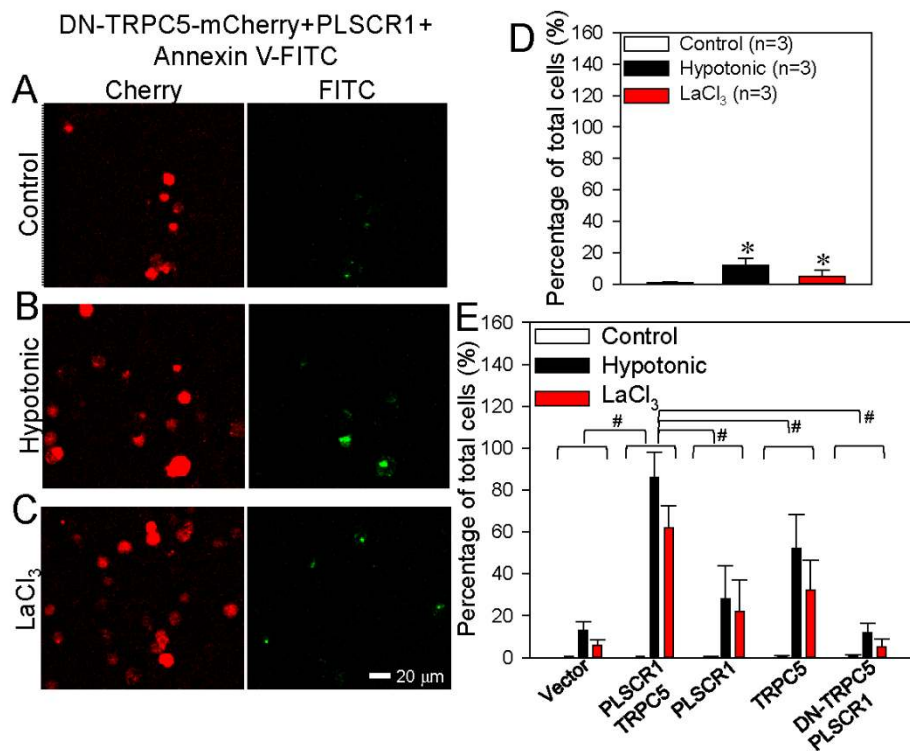 DN-TRPC5-mCherry+PLSCR1+
Annexin V-FITC
A
Cherry
FITC
Control
B
Hypotonic
C
LaCl3
20 μm
D
Percentage of total cells (%)
160
140
120
100
80
60
40
20
0
Control (n=3)
Hypotonic (n=3)
LaCl3 (n=3)
*
*
E
Percentage of total cells (%)
160
140
120
100
80
60
40
20
0
Control
Hypotonic
LaCl3
#
#
#
#
Vector
PLSCR1
TRPC5
PLSCR1
TRPC5
DN-TRPC5
PLSCR1